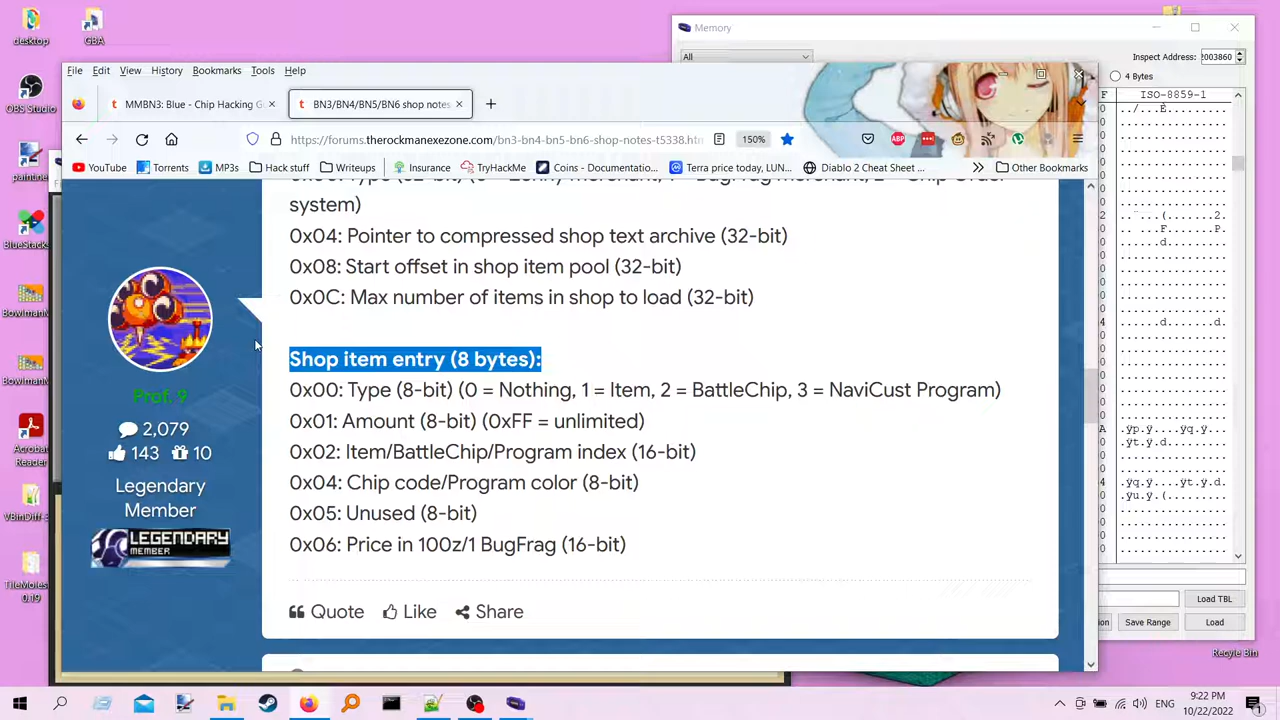 desktop
GBA
OBS Studio
BlueStacks
Acrobat
Reader
0.19
Memory
All
Inspect Address:
4 Bytes
F ISO-8859-1
File Edit View History Bookmarks Tools Help
MMBN3: Blue - Chip Hacking G
BN3/BN4/BN5/BN6 shop notes
https://forums.therockmanexezone.com/bn3-bn4-bn5-bn6-shop-notes-t5338.htm
150%
YouTube Torrents MP3s Hack stuff Writeups Insurance TryHackMe Coins - Documentatio... Terra price today, LUN... Diablo 2 Cheat Sheet ... Other Bookmarks
system)
0x04: Pointer to compressed shop text archive (32-bit)
0x08: Start offset in shop item pool (32-bit)
0x0C: Max number of items in shop to load (32-bit)
Shop item entry (8 bytes):
0x00: Type (8-bit) (0 = Nothing, 1 = Item, 2 = BattleChip, 3 = NaviCust Program)
0x01: Amount (8-bit) (0xFF = unlimited)
0x02: Item/BattleChip/Program index (16-bit)
0x04: Chip code/Program color (8-bit)
0x05: Unused (8-bit)
0x06: Price in 100z/1 BugFrag (16-bit)
Quote Like Share
Prof. 9
2,079
143 10
Legendary
Member
LEGENDARY
MEMBER
Load TBL
Save Range
Load
Recycle Bin
ENG
9:22 PM
10/22/2022